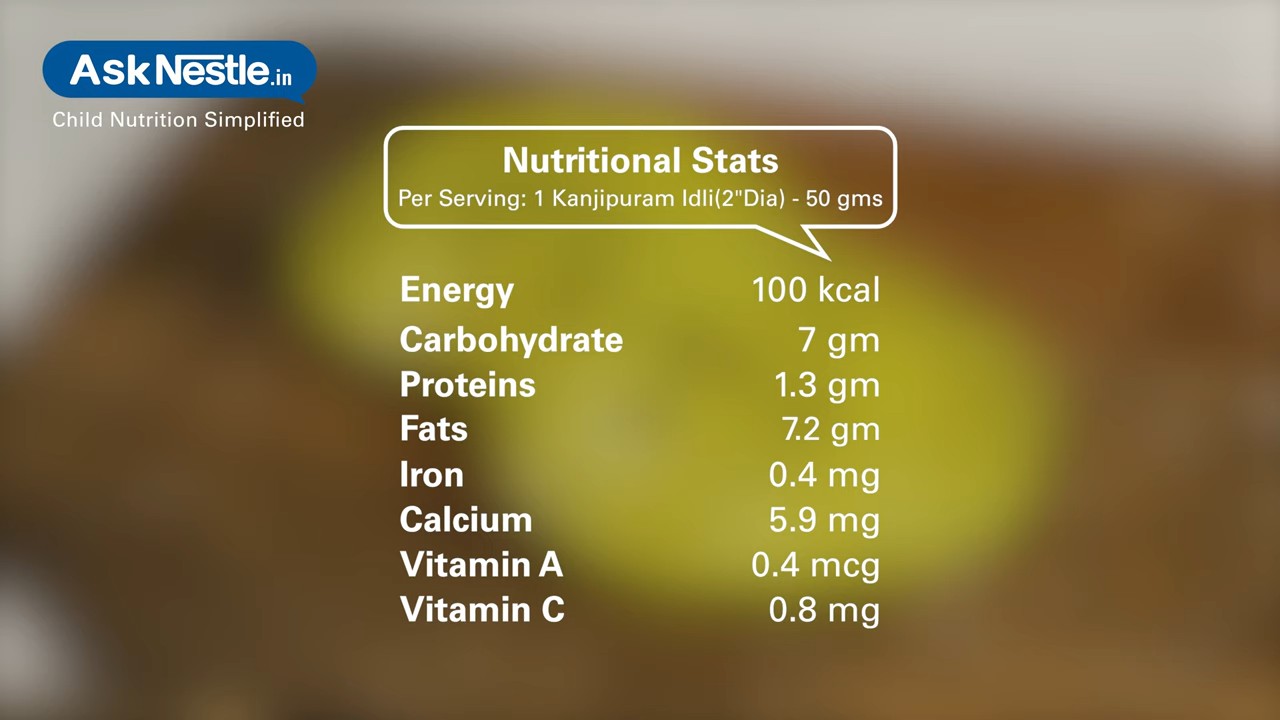 AskNestle.in
Child Nutrition Simplified
Nutritional Stats
Per Serving: 1 Kanjipuram Idli(2"Dia) - 50 gms
Energy 100 kcal
Carbohydrate 7 gm
Proteins 1.3 gm
Fats 7.2 gm
Iron 0.4 mg
Calcium 5.9 mg
Vitamin A 0.4 mcg
Vitamin C 0.8 mg